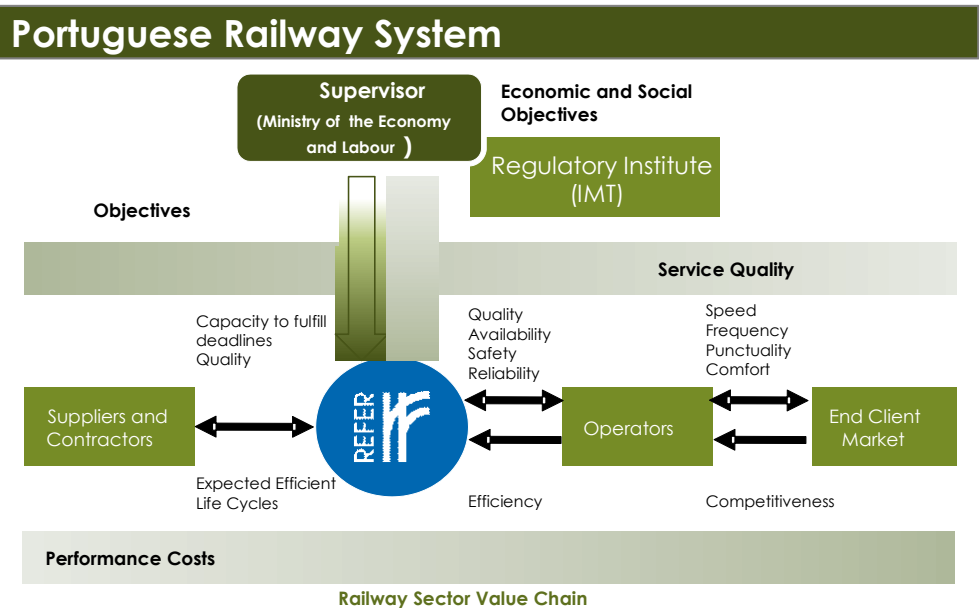 Portuguese Railway System
Supervisor
(Ministry of the Economy
and Labour )
Economic and Social
Objectives
Regulatory Institute
(IMT)
Objectives
Service Quality
Capacity to fulfill
deadlines
Quality
Quality
Availability
Safety
Reliability
Speed
Frequency
Punctuality
Comfort
Suppliers and
Contractors
REFER
Operators
End Client
Market
Expected Efficient
Life Cycles
Efficiency
Competitiveness
Performance Costs
Railway Sector Value Chain